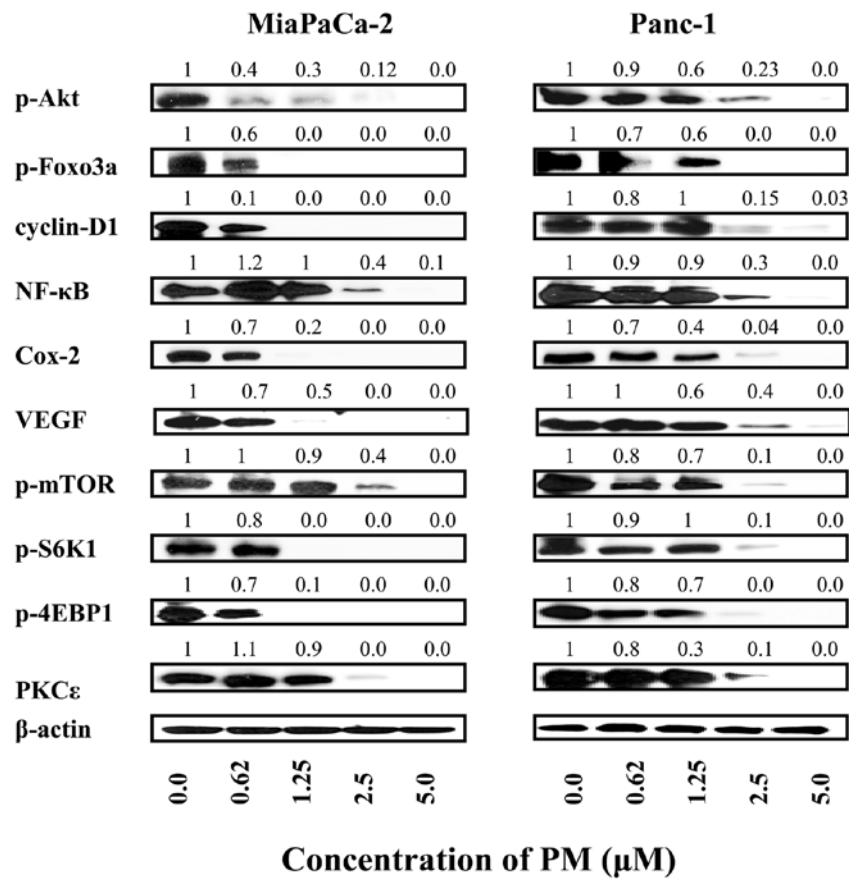 MiaPaCa-2 Panc-1
1 0.4 0.3 0.12 0.0 1 0.9 0.6 0.23 0.0
p-Akt
1 0.6 0.0 0.0 0.0 1 0.7 0.6 0.0 0.0
p-Foxo3a
1 0.1 0.0 0.0 0.0 1 0.8 1 0.15 0.03
cyclin-D1
1 1.2 1 0.4 0.1 1 0.9 0.9 0.3 0.0
NF-κB
1 0.7 0.2 0.0 0.0 1 0.7 0.4 0.04 0.0
Cox-2
1 0.7 0.5 0.0 0.0 1 1 0.6 0.4 0.0
VEGF
1 1 0.9 0.4 0.0 1 0.8 0.7 0.1 0.0
p-mTOR
1 0.8 0.0 0.0 0.0 1 0.9 1 0.1 0.0
p-S6K1
1 0.7 0.1 0.0 0.0 1 0.8 0.7 0.0 0.0
p-4EBP1
1 1.1 0.9 0.0 0.0 1 0.8 0.3 0.1 0.0
PKCε
β-actin
0.0 0.62 1.25 2.5 5.0 0.0 0.62 1.25 2.5 5.0
Concentration of PM (μM)